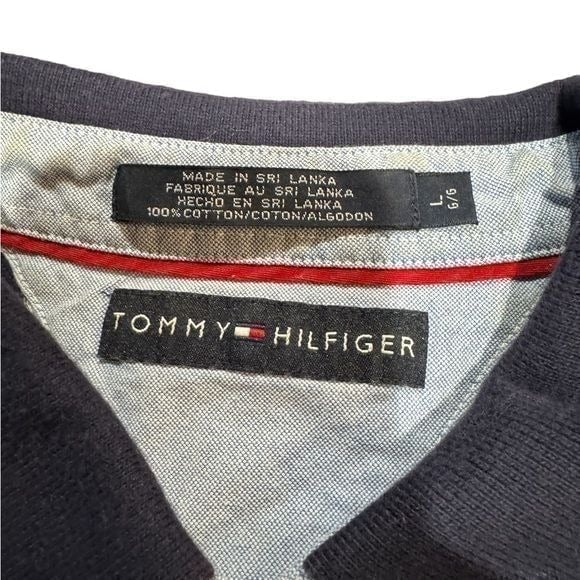 MADE IN SRI LANKA
FABRIQUE AU SRI LANKA
HECHO EN SRI LANKA
100% COTTON/COTON/ALGODON
L
G/G
TOMMY HILFIGER